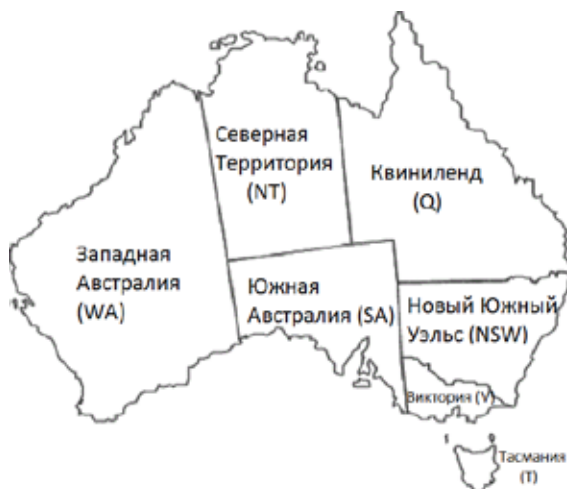 Северная
Территория
(NT)
Квиниленд
(Q)
Западная
Австралия
(WA)
Южная
Австралия (SA)
Новый Южный
Уэльс (NSW)
Виктория (V)
Тасмания
(T)